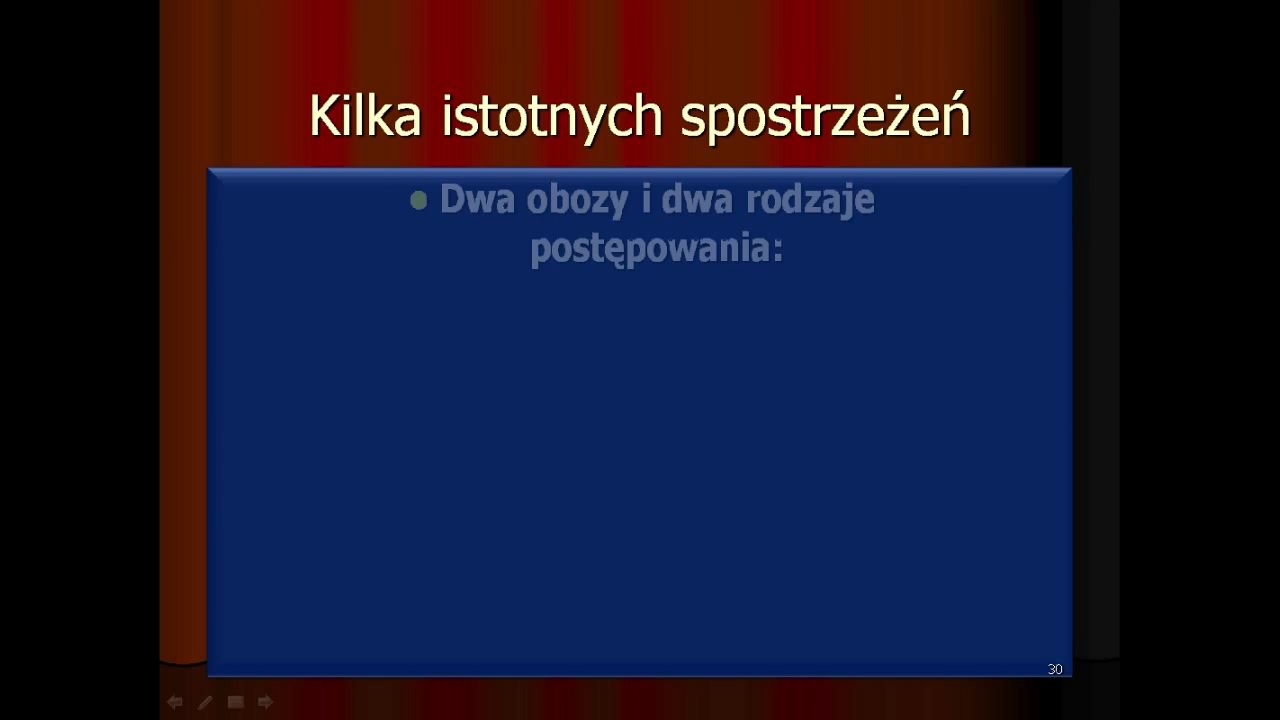 Kilka istotnych spostrzeżeń
• Dwa obozy i dwa rodzaje
postępowania:
30